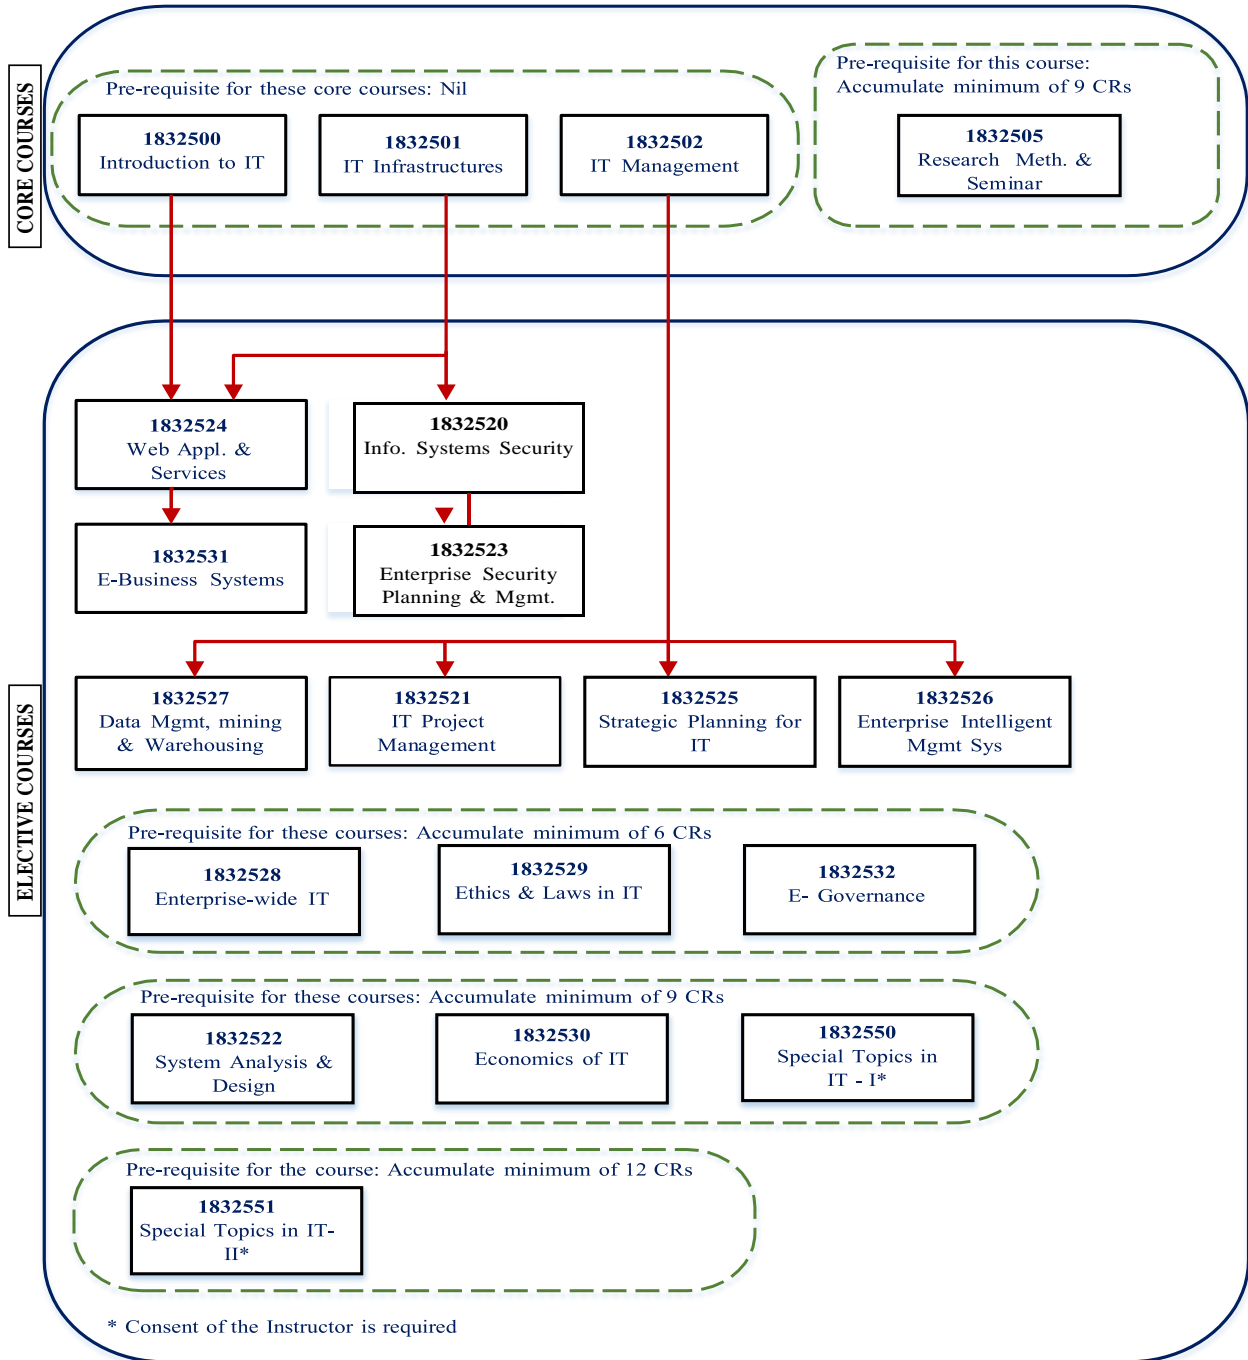 CORE COURSES
Pre-requisite for these core courses: Nil
1832500
Introduction to IT
1832501
IT Infrastructures
1832502
IT Management
Pre-requisite for this course:
Accumulate minimum of 9 CRs
1832505
Research Meth. &
Seminar
ELECTIVE COURSES
1832524
Web Appl. &
Services
1832520
Info. Systems Security
1832531
E-Business Systems
1832523
Enterprise Security
Planning & Mgmt.
1832527
Data Mgmt, mining
& Warehousing
1832521
IT Project
Management
1832525
Strategic Planning for
IT
1832526
Enterprise Intelligent
Mgmt Sys
Pre-requisite for these courses: Accumulate minimum of 6 CRs
1832528
Enterprise-wide IT
1832529
Ethics & Laws in IT
1832532
E- Governance
Pre-requisite for these courses: Accumulate minimum of 9 CRs
1832522
System Analysis &
Design
1832530
Economics of IT
1832550
Special Topics in
IT - I*
Pre-requisite for the course: Accumulate minimum of 12 CRs
1832551
Special Topics in IT-
II*
* Consent of the Instructor is required